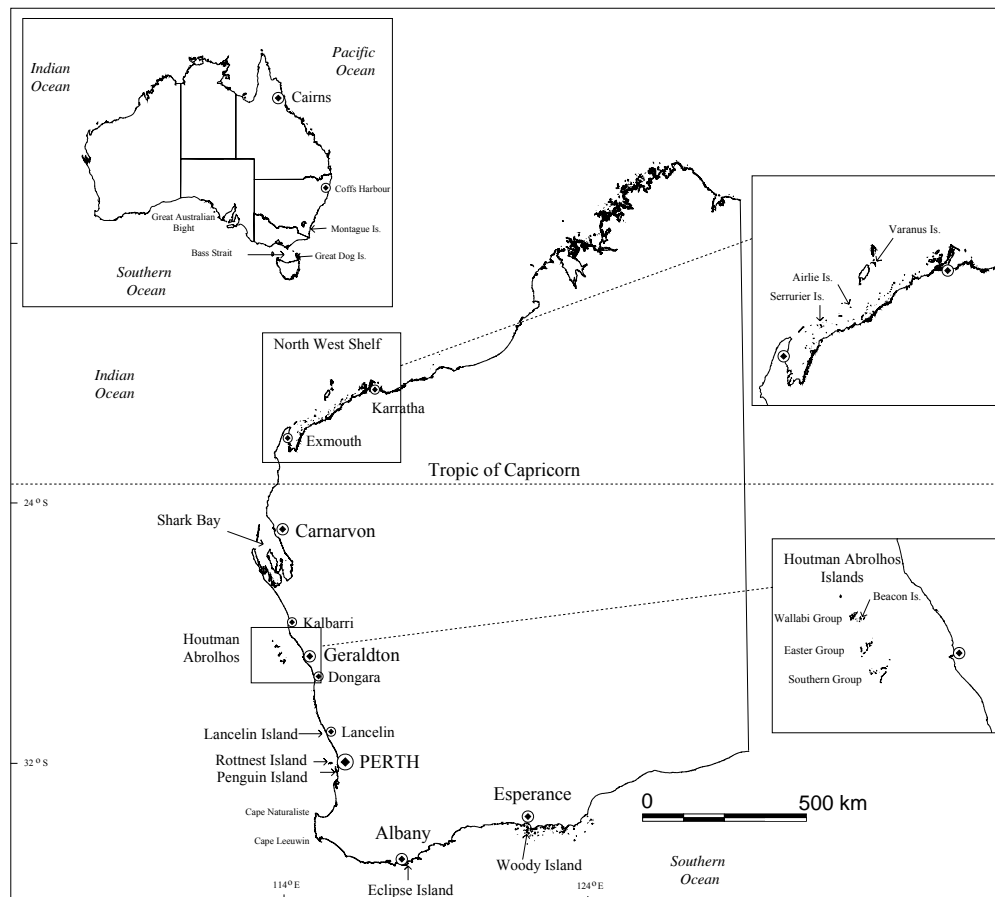 Indian
Ocean
Pacific
Ocean
Cairns
Coffs Harbour
Great Australian
Bight
Montague Is.
Bass Strait
Great Dog Is.
Southern
Ocean
Varanus Is.
Airlie Is.
Serrurier Is.
North West Shelf
Indian
Ocean
Karratha
Exmouth
Tropic of Capricorn
24° S
Shark Bay
Carnarvon
Houtman Abrolhos
Islands
Beacon Is.
Wallabi Group
Easter Group
Southern Group
Kalbarri
Houtman
Abrolhos
Geraldton
Dongara
Lancelin Island
Lancelin
Rottnest Island
PERTH
32° S
Penguin Island
Esperance
0 500 km
Cape Naturaliste
Albany
Cape Leeuwin
Woody Island
Southern
Ocean
Eclipse Island
114° E
124° E